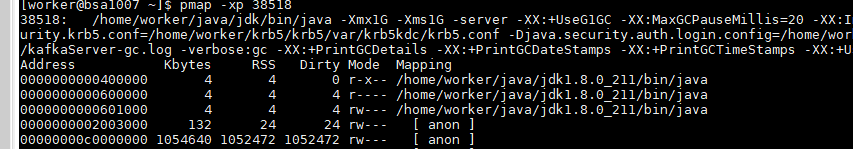 [worker@bsa1007 ~]$ pmap -xp 38518
38518:   /home/worker/java/jdk/bin/java -Xmx1G -Xms1G -server -XX:+UseG1GC -XX:MaxGCPauseMillis=20 -XX:I
urity.krb5.conf=/home/worker/krb5/krb5/var/krb5kdc/krb5.conf -Djava.security.auth.login.config=/home/wor
/kafkaServer-gc.log -verbose:gc -XX:+PrintGCDetails -XX:+PrintGCDateStamps -XX:+PrintGCTimeStamps -XX:+U
Address           Kbytes     RSS   Dirty Mode  Mapping
0000000000400000       4       4       0 r-x-- /home/worker/java/jdk1.8.0_211/bin/java
0000000000600000       4       4       4 r---- /home/worker/java/jdk1.8.0_211/bin/java
0000000000601000       4       4       4 rw--- /home/worker/java/jdk1.8.0_211/bin/java
0000000002003000     132      24      24 rw---   [ anon ]
00000000c0000000 1054640 1052472 1052472 rw---   [ anon ]